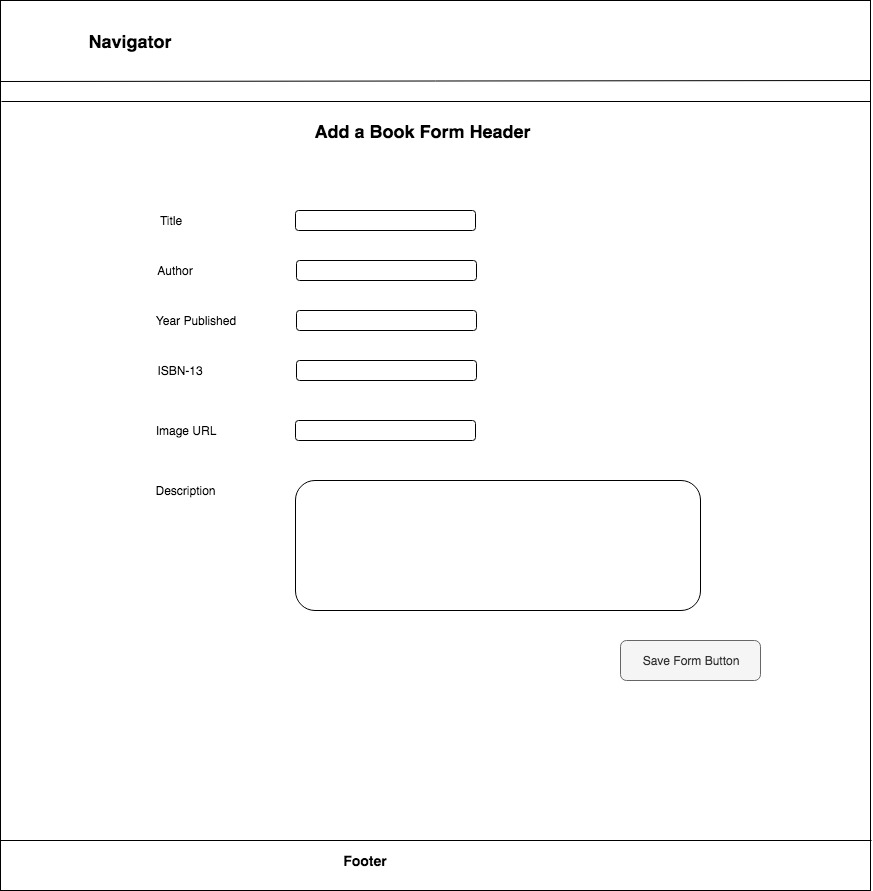 Navigator
Add a Book Form Header
Title
Author
Year Published
ISBN-13
Image URL
Description
Save Form Button
Footer